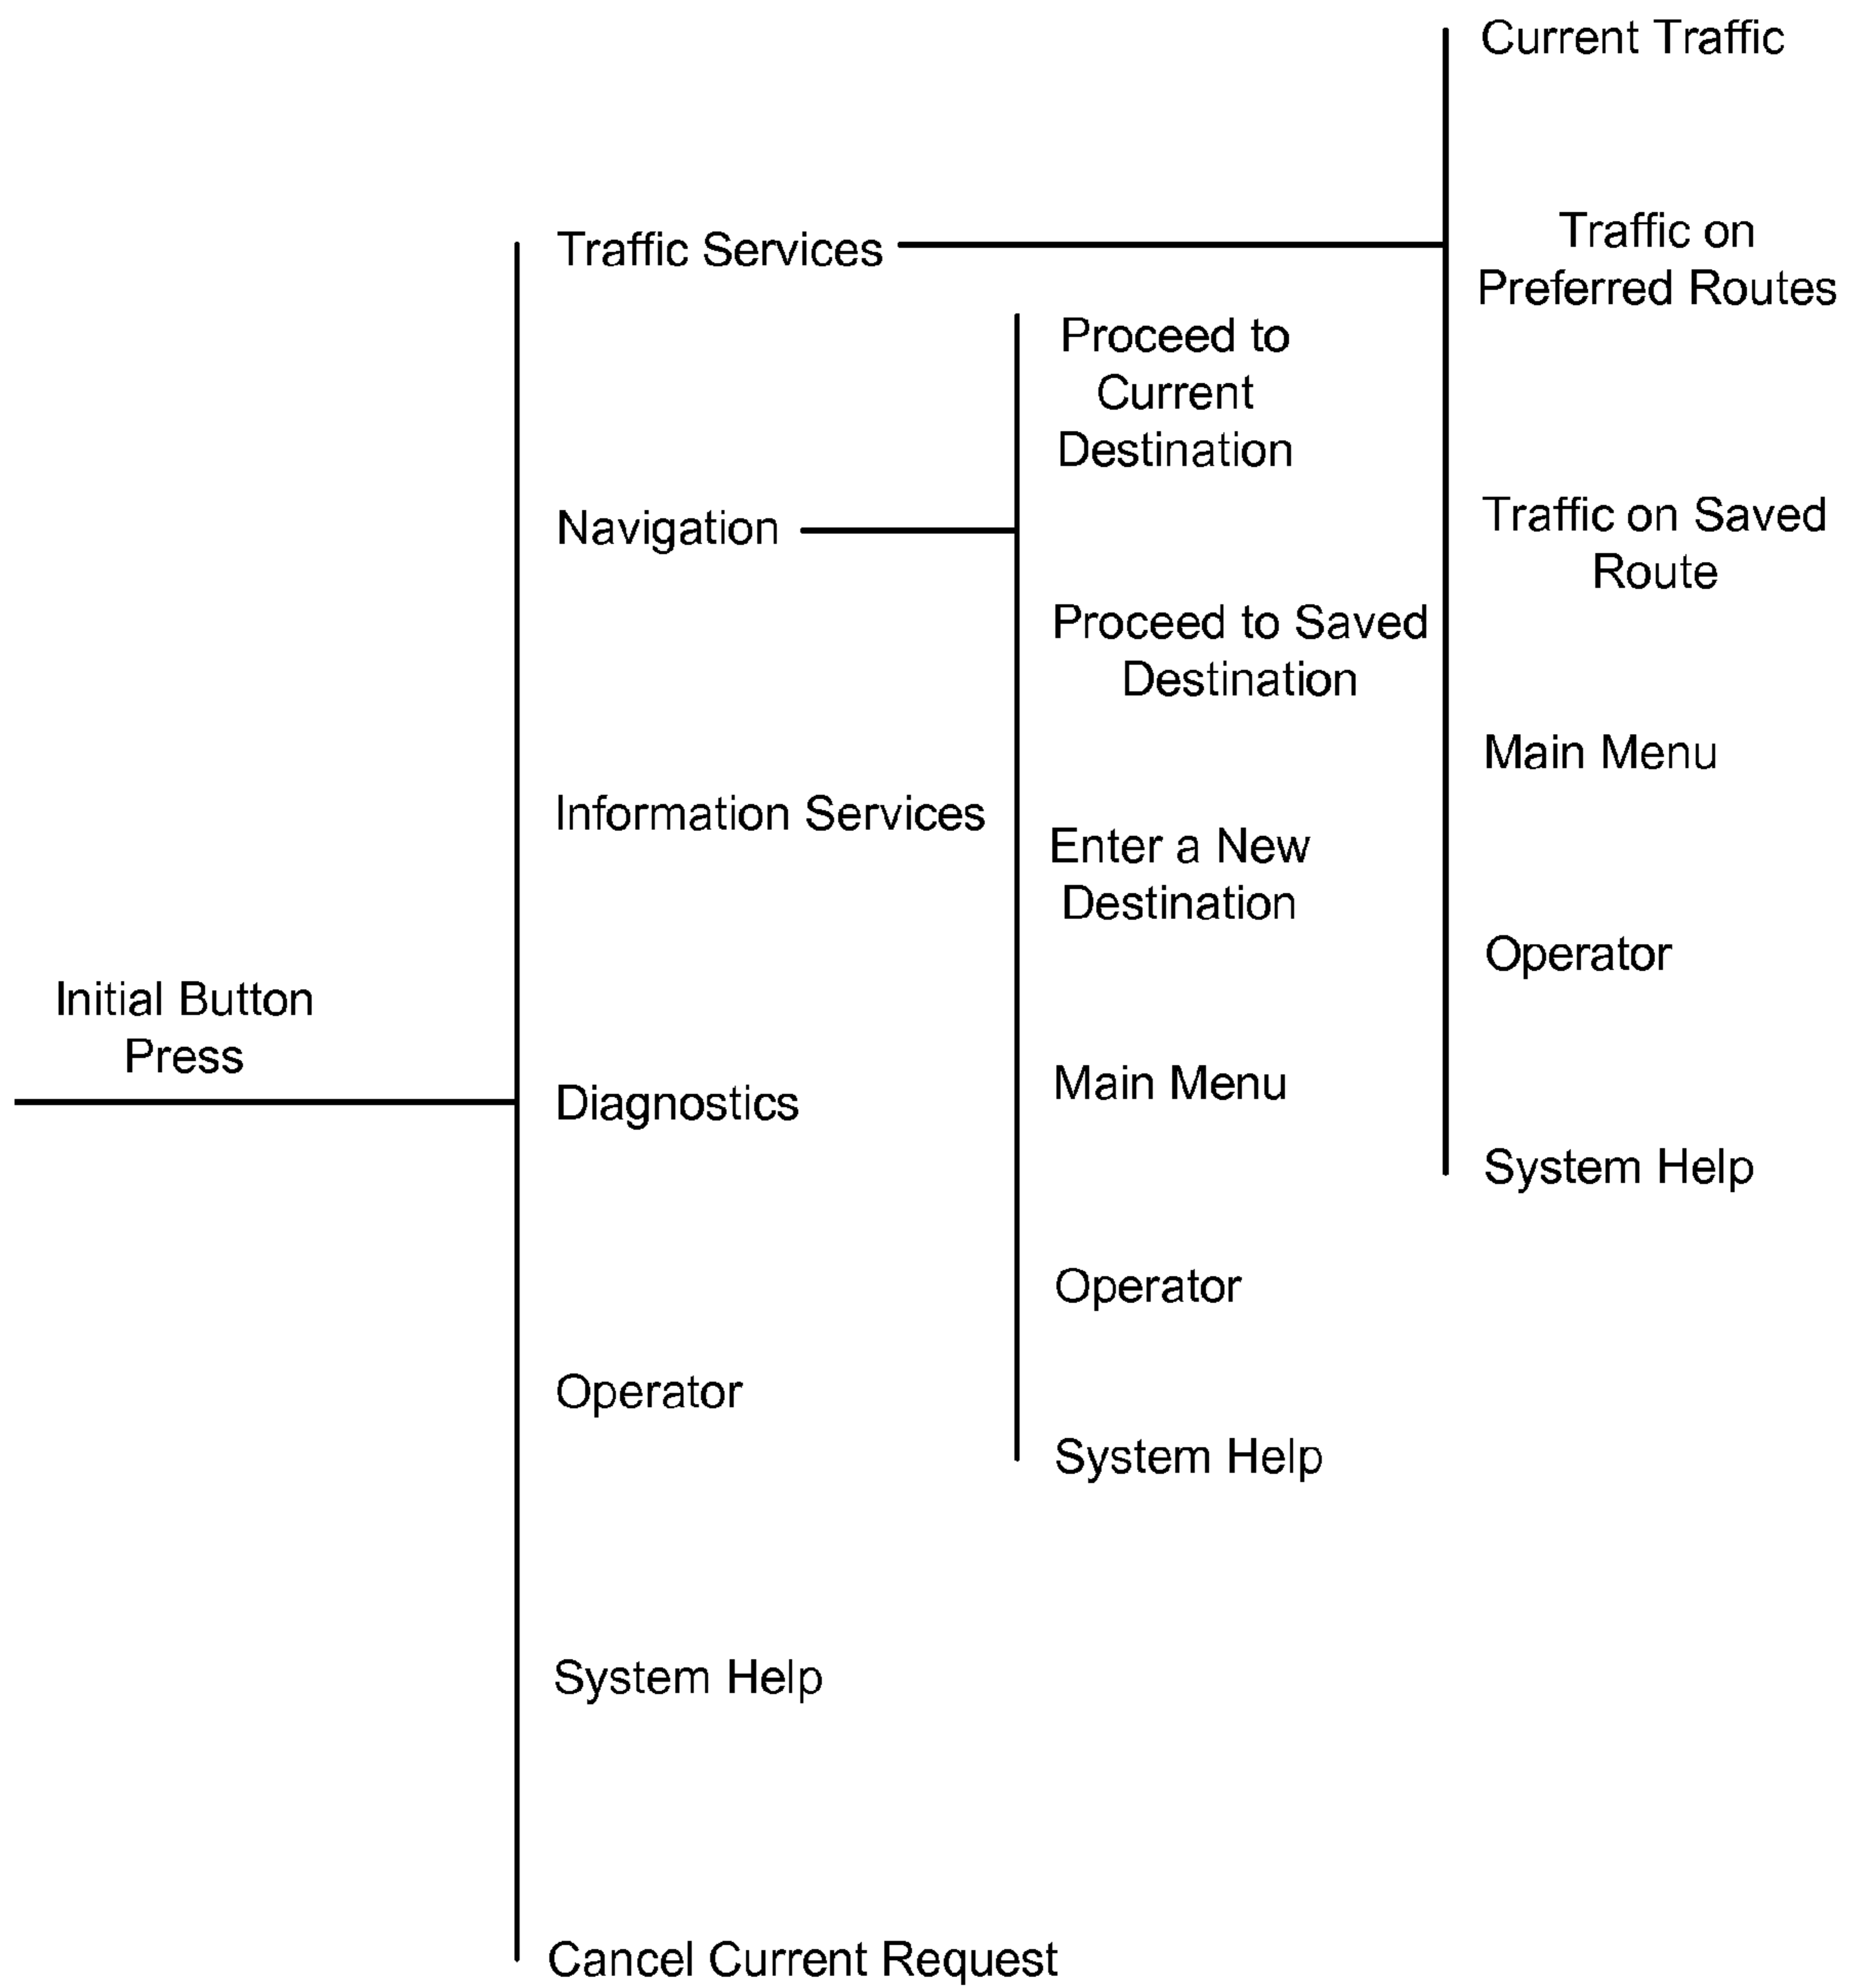 Initial Button
Press
Traffic Services
Navigation
Information Services
Diagnostics
Operator
System Help
Cancel Current Request
Proceed to
Current
Destination
Proceed to Saved
Destination
Enter a New
Destination
Main Menu
Operator
System Help
Current Traffic
Traffic on
Preferred Routes
Traffic on Saved
Route
Main Menu
Operator
System Help